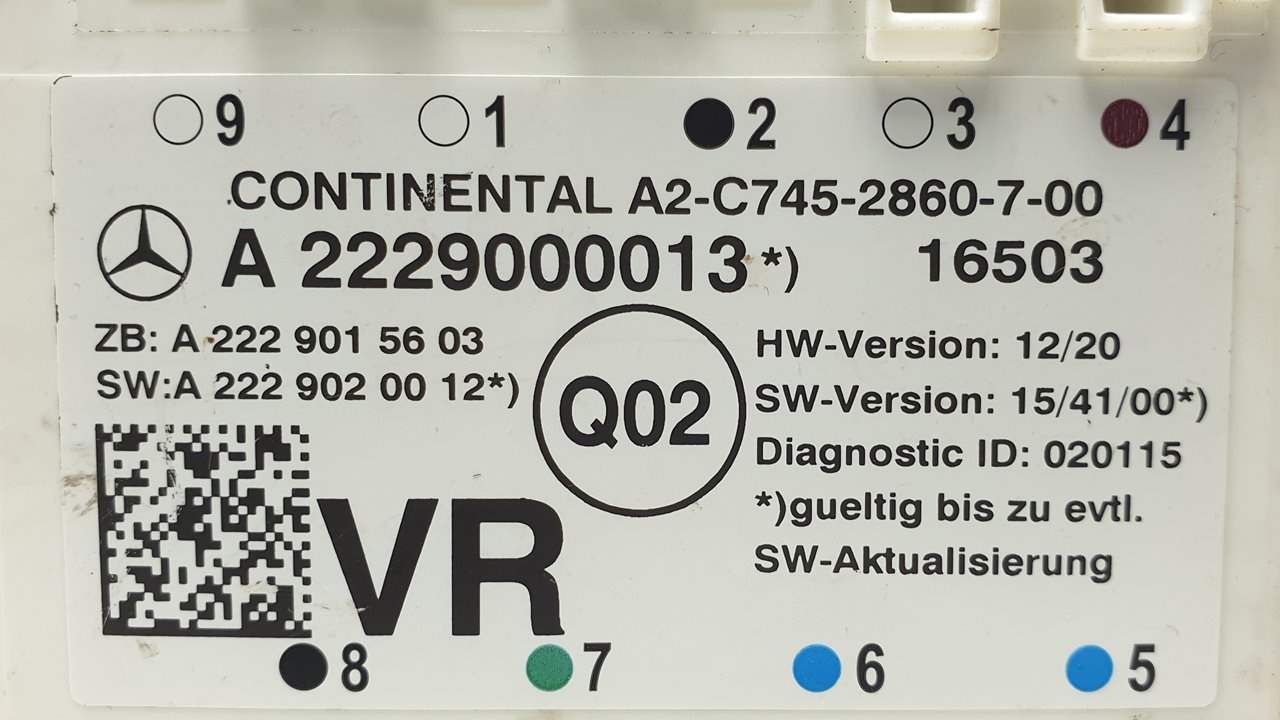 9 1 2 3 4
CONTINENTAL A2-C745-2860-7-00
A 2229000013*) 16503
ZB: A 222 901 56 03
SW:A 222 902 00 12*)
Q02
VR
HW-Version: 12/20
SW-Version: 15/41/00*)
Diagnostic ID: 020115
*)gueltig bis zu evtl.
SW-Aktualisierung
8 7 6 5